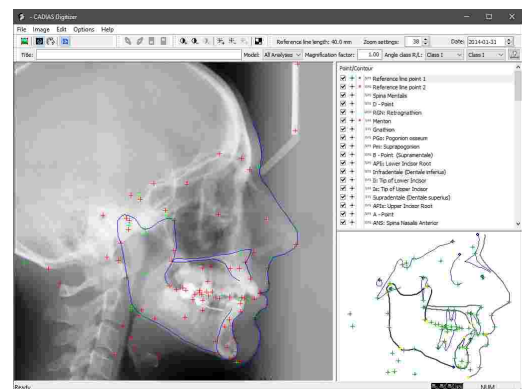 - CADIAS Digitizer
File Image Edit Options Help
Reference line length: 40.0 mm Zoom settings: 38 Date: 2014-01-31
Title: Model: All Analyses Magnification factor: 1.00 Angle class R/L: Class I Class I
Point/Contour
Reference line point 1
Reference line point 2
Spina Mentalis
D - Point
RGN: Retrognathion
Menton
Gnathion
PGo: Pogonion osseum
Pm: Suprapogonion
B - Point (Supramentale)
APIi: Lower Incisor Root
Infradentale (Dentale inferius)
Ii: Tip of Lower Incisor
Is: Tip of Upper Incisor
Supradentale (Dentale superius)
APIs: Upper Incisor Root
A - Point
ANS: Spina Nasalis Anterior
Ready
NUM